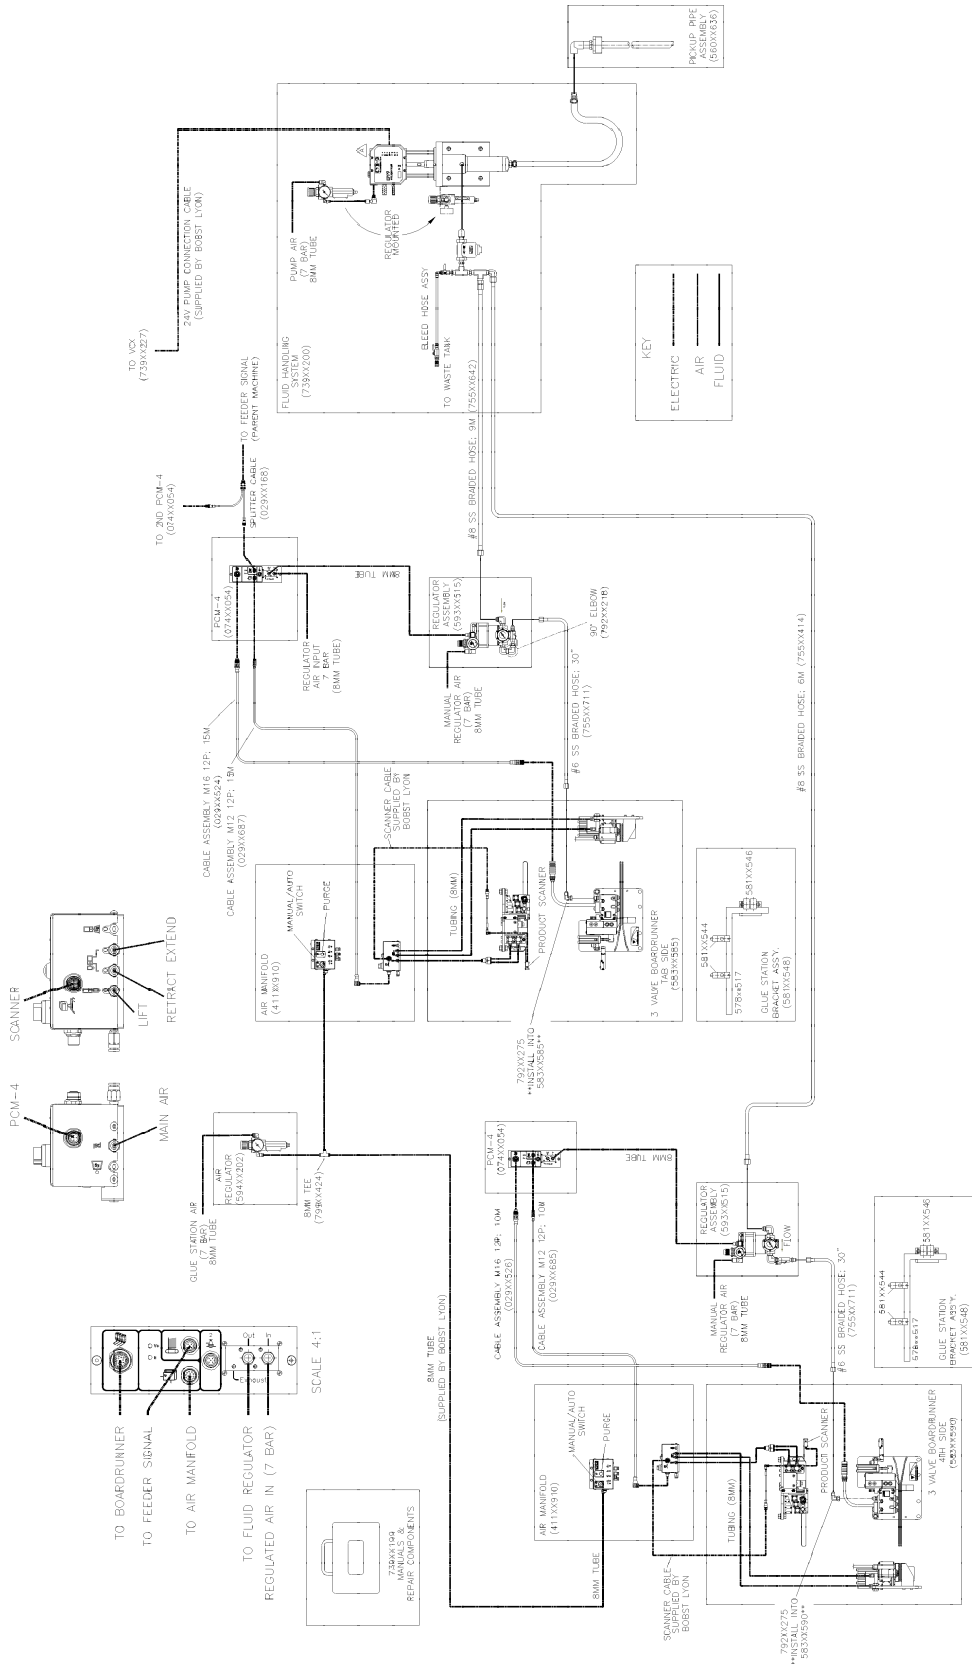 PICKUP PIPE
ASSEMBLY
(560XX636)
24V PUMP CONNECTION CABLE
(SUPPLIED BY BOBST LYON)
TO VCX
(739XX227)
PUMP AIR
(7 BAR)
8MM TUBE
REGULATOR
MOUNTED
BLEED HOSE ASSY
TO WASTE TANK
FLUID HANDLING
SYSTEM
(739XX200)
KEY
ELECTRIC
AIR
FLUID
TO FEEDER SIGNAL
(PARENT MACHINE)
SPLITTER CABLE
(029XX168)
TO 2ND PCM-4
(074XX054)
PCM-4
(074XX054)
REGULATOR
AIR INPUT
7 BAR
(8MM TUBE)
8MM TUBE
#8 SS BRAIDED HOSE; 9M (755XX642)
REGULATOR
ASSEMBLY
(593XX515)
90° ELBOW
(792XX218)
MANUAL
REGULATOR AIR
(7 BAR)
8MM TUBE
#6 SS BRAIDED HOSE; 30"
(755XX711)
#8 SS BRAIDED HOSE; 6M (755XX414)
CABLE ASSEMBLY M16 12P; 15M
(029XX524)
CABLE ASSEMBLY M12 12P; 15M
(029XX687)
SCANNER CABLE
SUPPLIED BY
BOBST LYON
MANUAL/AUTO
SWITCH
PURGE
AIR MANIFOLD
(411XX910)
TUBING (8MM)
PRODUCT SCANNER
3 VALVE BOARDRUNNER
TAB SIDE
(583XX585)
792XX275
**INSTALL INTO
583XX585**
581XX544
581XX546
578xx517
GLUE STATION
BRACKET ASSY.
(581XX548)
SCANNER
LIFT
RETRACT
EXTEND
PCM-4
MAIN AIR
GLUE STATION AIR
(7 BAR)
8MM TUBE
AIR
REGULATOR
(594XX202)
8MM TEE
(799XX424)
8MM TUBE
(SUPPLIED BY BOBST LYON)
PCM-4
(074XX054)
8MM TUBE
CABLE ASSEMBLY M16 12P; 10M
(029XX526)
CABLE ASSEMBLY M12 12P; 10M
(029XX685)
REGULATOR
ASSEMBLY
(593XX515)
FLOW
MANUAL
REGULATOR AIR
(7 BAR)
8MM TUBE
#6 SS BRAIDED HOSE; 30"
(755XX711)
581XX544
581XX546
578xx517
GLUE STATION
BRACKET ASSY.
(581XX548)
Out
In
Exhaust
SCALE 4:1
TO BOARDRUNNER
TO FEEDER SIGNAL
TO AIR MANIFOLD
TO FLUID REGULATOR
REGULATED AIR IN (7 BAR)
739XX199
MANUALS &
REPAIR COMPONENTS
MANUAL/AUTO
SWITCH
PURGE
AIR MANIFOLD
(411XX910)
8MM TUBE
TUBING (8MM)
PRODUCT SCANNER
3 VALVE BOARDRUNNER
4TH SIDE
(583XX590)
SCANNER CABLE
SUPPLIED BY
BOBST LYON
792XX275
**INSTALL INTO
583XX590**